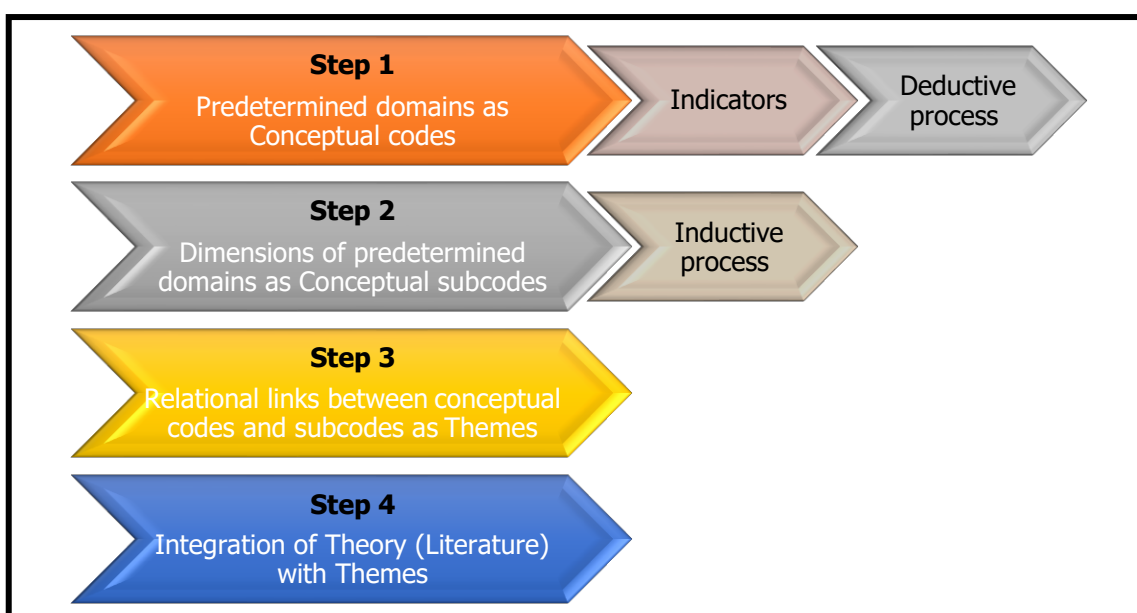 Step 1
Predetermined domains as
Conceptual codes
Indicators
Deductive
process
Step 2
Dimensions of predetermined
domains as Conceptual subcodes
Inductive
process
Step 3
Relational links between conceptual
codes and subcodes as Themes
Step 4
Integration of Theory (Literature)
with Themes